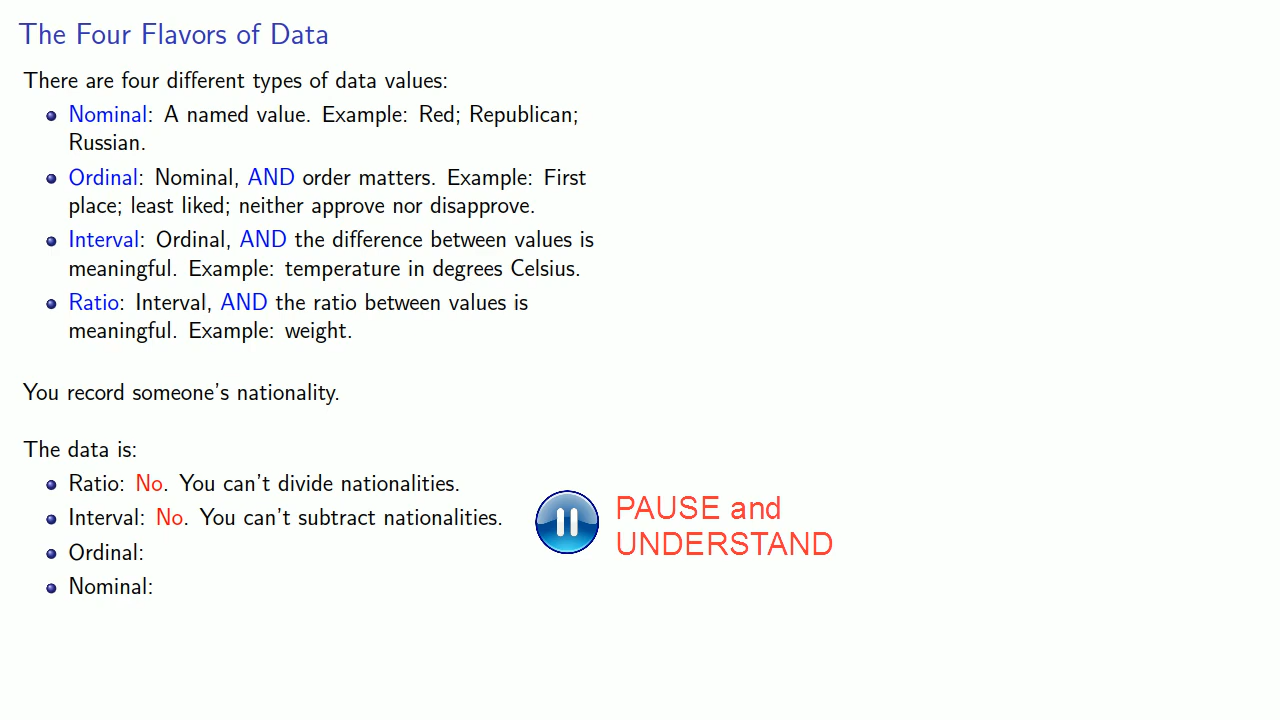 The Four Flavors of Data
There are four different types of data values:
Nominal: A named value. Example: Red; Republican;
Russian.
Ordinal: Nominal, AND order matters. Example: First
place; least liked; neither approve nor disapprove.
Interval: Ordinal, AND the difference between values is
meaningful. Example: temperature in degrees Celsius.
Ratio: Interval, AND the ratio between values is
meaningful. Example: weight.
You record someone's nationality.
The data is:
Ratio: No. You can't divide nationalities.
Interval: No. You can't subtract nationalities.
Ordinal:
Nominal:
PAUSE and
UNDERSTAND